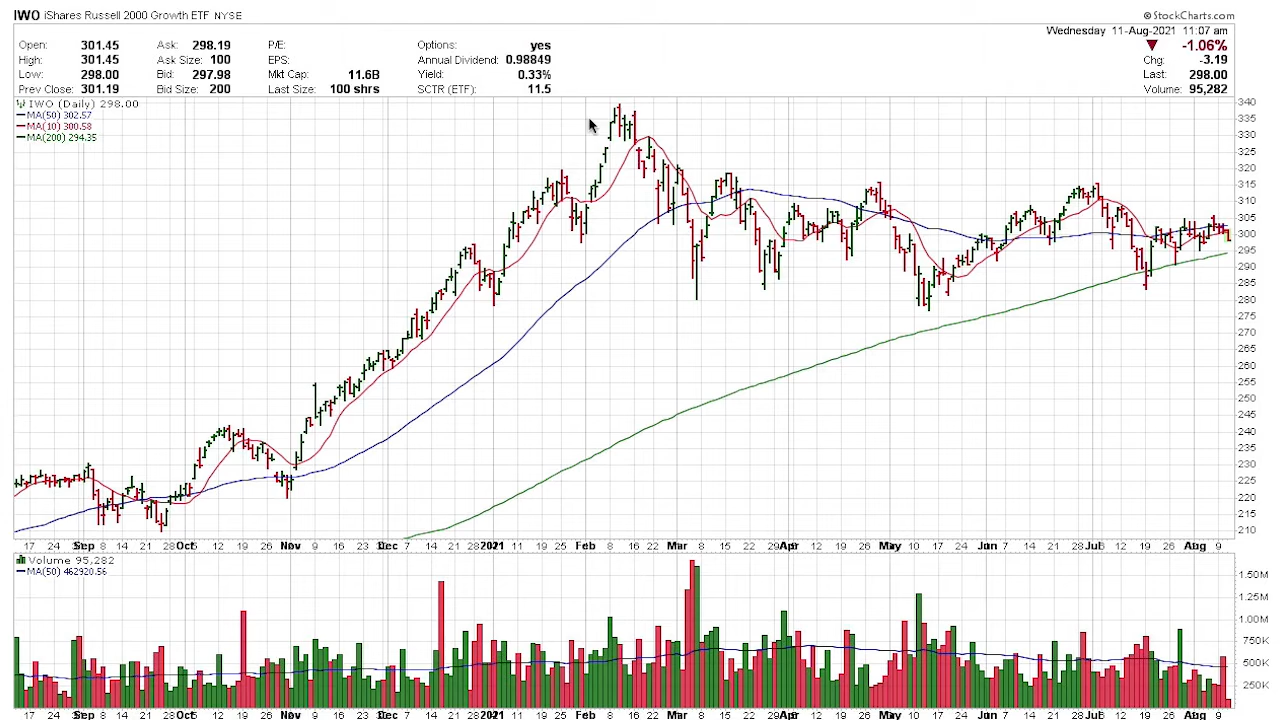 IWO iShares Russell 2000 Growth ETF NYSE © StockCharts.com
Wednesday 11-Aug-2021 11:07 am
Open: 301.45 Ask: 298.19 P/E: Options: yes ▼ -1.06%
High: 301.45 Ask Size: 100 EPS: Annual Dividend: 0.98849 Chg: -3.19
Low: 298.00 Bid: 297.98 Mkt Cap: 11.6B Yield: 0.33% Last: 298.00
Prev Close: 301.19 Bid Size: 200 Last Size: 100 shrs SCTR (ETF): 11.5 Volume: 95,282
IWO (Daily) 298.00
MA(50) 302.57
MA(10) 300.58
MA(200) 294.35
340
335
330
325
320
315
310
305
300
295
290
285
280
275
270
265
260
255
250
245
240
235
230
225
220
215
210
17 24 Sep 8 14 21 28 Oct 5 12 19 26 Nov 9 16 23 Dec 7 14 21 28 2021 11 19 25 Feb 8 16 22 Mar 8 15 22 29 Apr 12 19 26 May 10 17 24 Jun 7 14 21 28 Jul 6 12 19 26 Aug 9
Volume 95,282
MA(50) 462920.56
1.50M
1.25M
1.00M
750K
500K
250K
17 24 Sep 8 14 21 28 Oct 5 12 19 26 Nov 9 16 23 Dec 7 14 21 28 2021 11 19 25 Feb 8 16 22 Mar 8 15 22 29 Apr 12 19 26 May 10 17 24 Jun 7 14 21 28 Jul 6 12 19 26 Aug 9